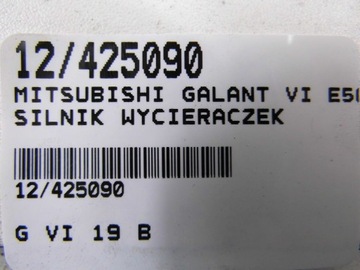 12/425090
MITSUBISHI GALANT VI E5
SILNIK WYCIERACZEK
12/425090
G VI 19 B